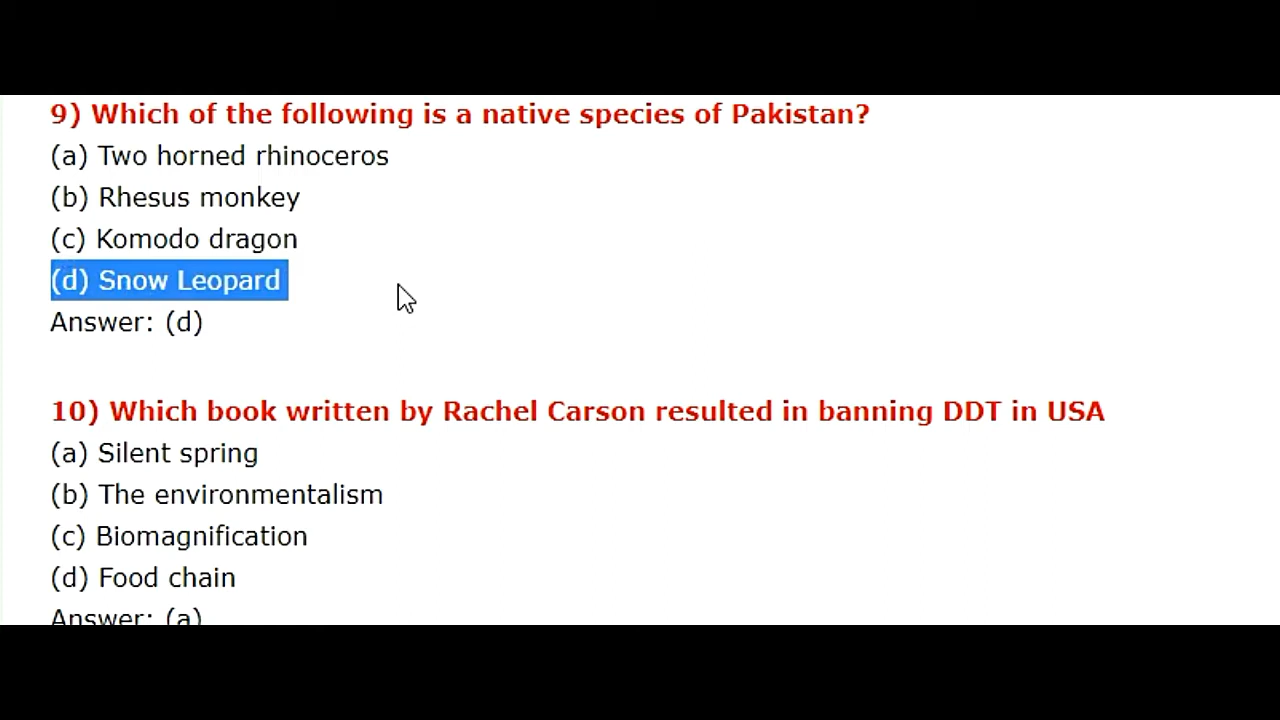 9) Which of the following is a native species of Pakistan?
(a) Two horned rhinoceros
(b) Rhesus monkey
(c) Komodo dragon
(d) Snow Leopard
Answer: (d)
10) Which book written by Rachel Carson resulted in banning DDT in USA
(a) Silent spring
(b) The environmentalism
(c) Biomagnification
(d) Food chain
Answer: (a)